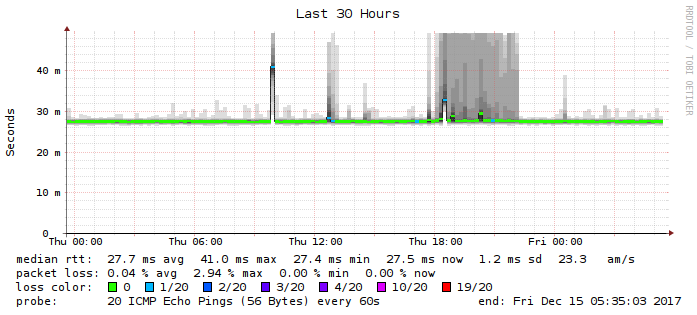 Last 30 Hours
RRDTOOL / TOBI OETIKER
Seconds
40 m
30 m
20 m
10 m
0
Thu 00:00 Thu 06:00 Thu 12:00 Thu 18:00 Fri 00:00
median rtt: 27.7 ms avg 41.0 ms max 27.4 ms min 27.5 ms now 1.2 ms sd 23.3 am/s
packet loss: 0.04 % avg 2.94 % max 0.00 % min 0.00 % now
loss color: 0 1/20 2/20 3/20 4/20 10/20 19/20
probe: 20 ICMP Echo Pings (56 Bytes) every 60s end: Fri Dec 15 05:35:03 2017